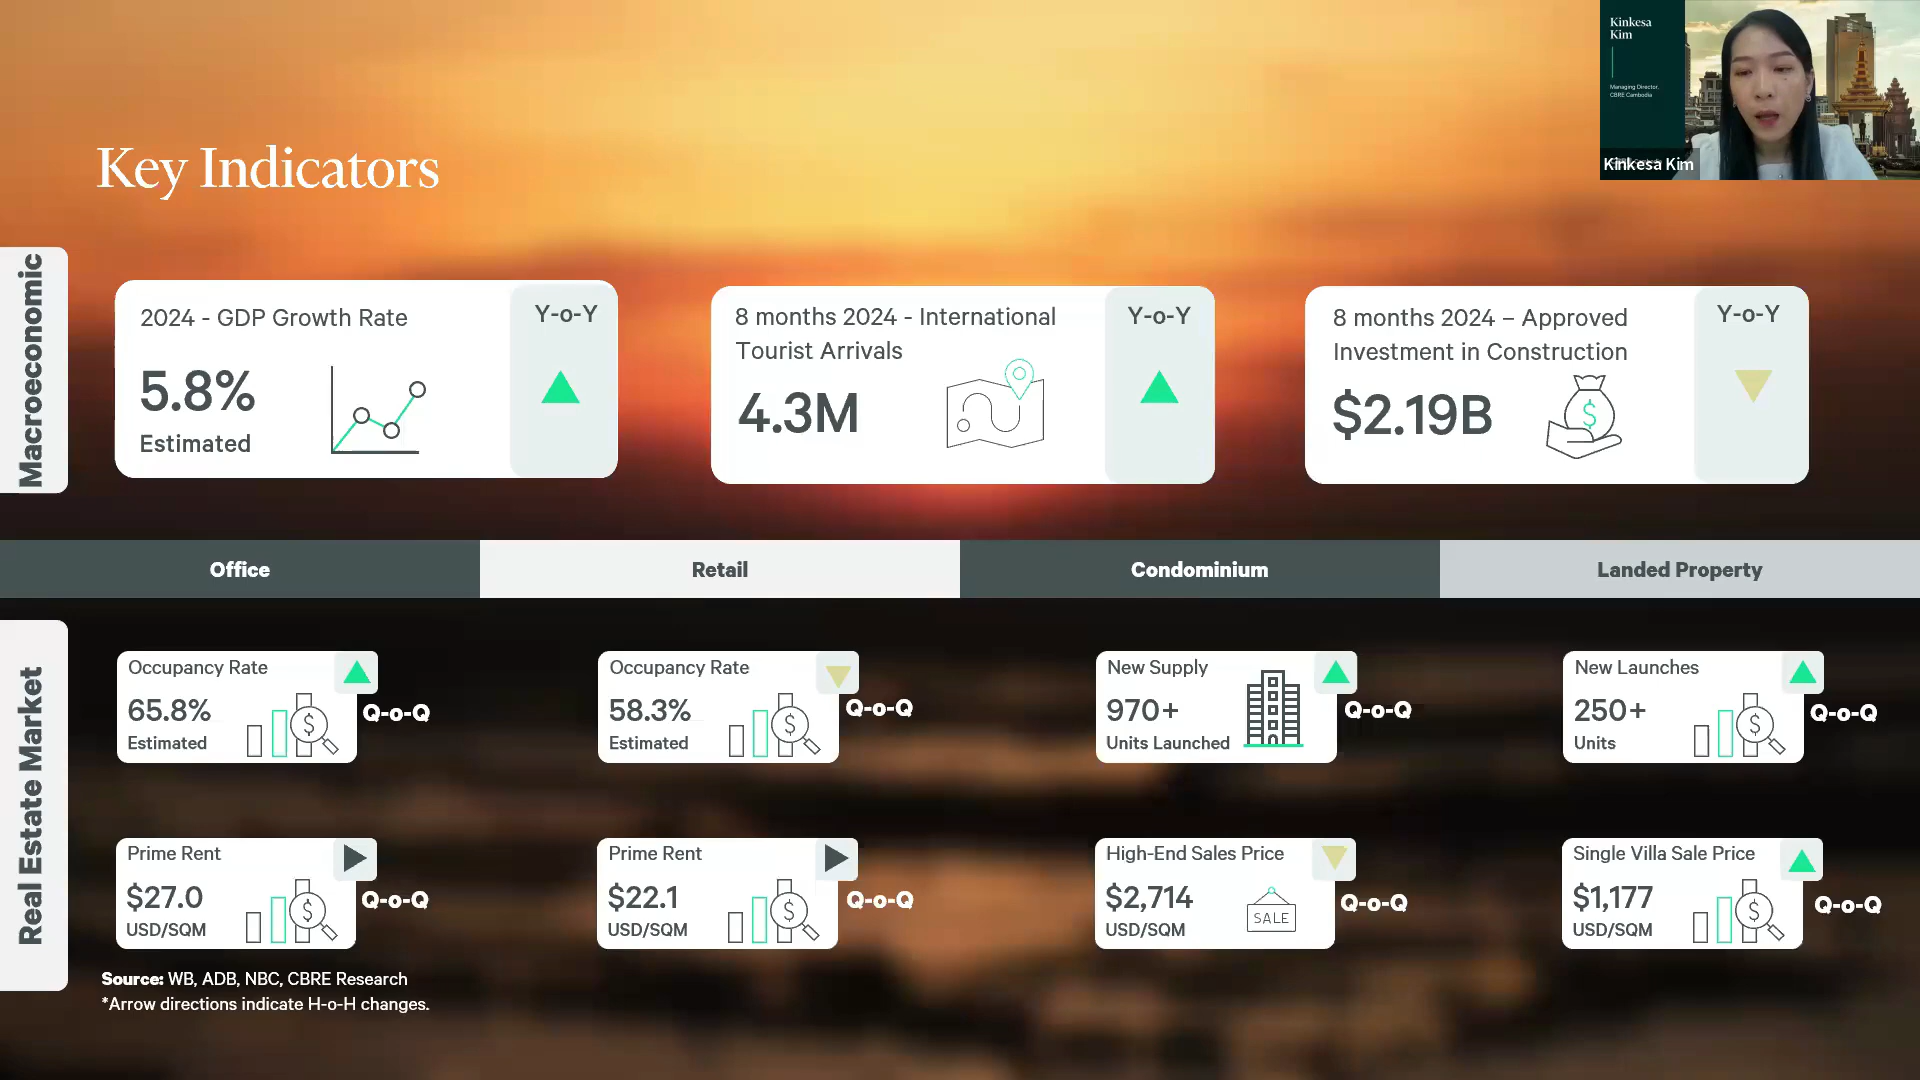 Kinkesa
Kim
Managing Director,
CBRE Cambodia
Kinkesa Kim
Key Indicators
Macroeconomic
2024 - GDP Growth Rate
5.8%
Estimated
Y-o-Y
8 months 2024 - International
Tourist Arrivals
4.3M
Y-o-Y
8 months 2024 – Approved
Investment in Construction
$2.19B
$
Y-o-Y
Office
Retail
Condominium
Landed Property
Real Estate Market
Occupancy Rate
65.8%
Estimated
$
Q-o-Q
Occupancy Rate
58.3%
Estimated
$
Q-o-Q
New Supply
970+
Units Launched
Q-o-Q
New Launches
250+
Units
$
Q-o-Q
Prime Rent
$27.0
USD/SQM
$
Q-o-Q
Prime Rent
$22.1
USD/SQM
$
Q-o-Q
High-End Sales Price
$2,714
USD/SQM
SALE
Q-o-Q
Single Villa Sale Price
$1,177
USD/SQM
$
Q-o-Q
Source: WB, ADB, NBC, CBRE Research
*Arrow directions indicate H-o-H changes.